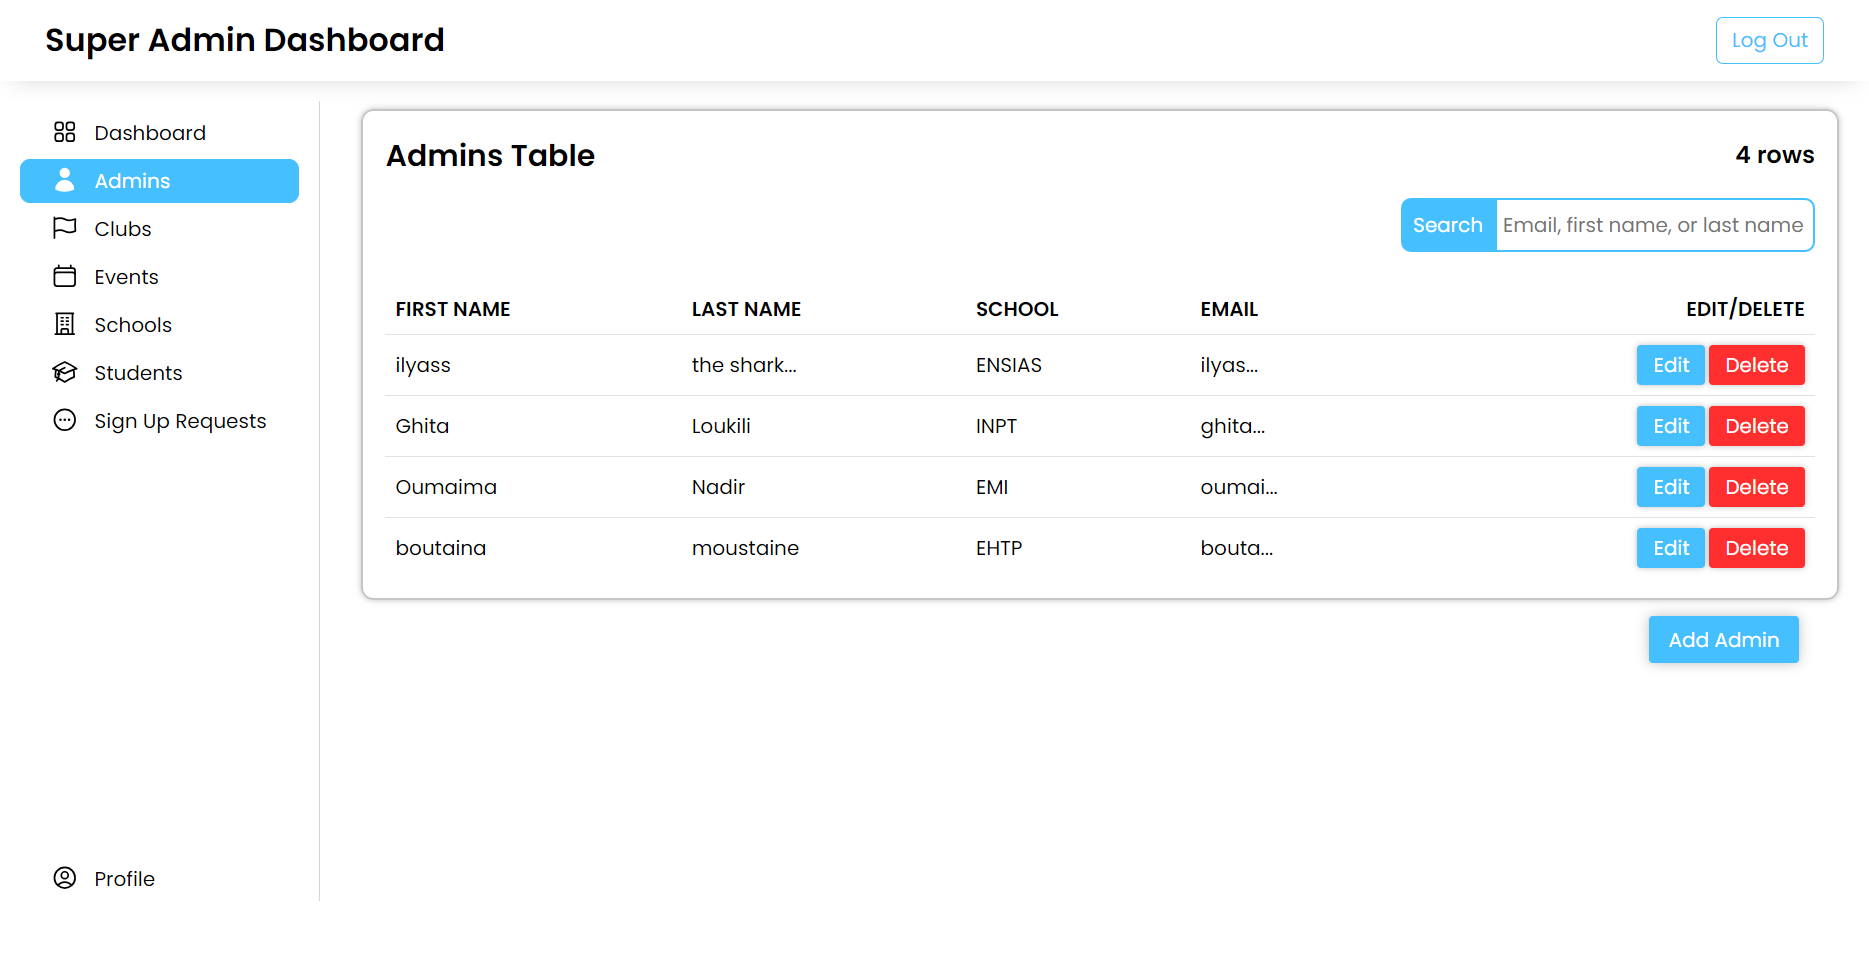 Super Admin Dashboard
Log Out
Dashboard
Admins
Clubs
Events
Schools
Students
Sign Up Requests
Profile
Admins Table
4 rows
Search Email, first name, or last name
FIRST NAME LAST NAME SCHOOL EMAIL EDIT/DELETE
ilyass the shark... ENSIAS ilyas... Edit Delete
Ghita Loukili INPT ghita... Edit Delete
Oumaima Nadir EMI oumai... Edit Delete
boutaina moustaine EHTP bouta... Edit Delete
Add Admin